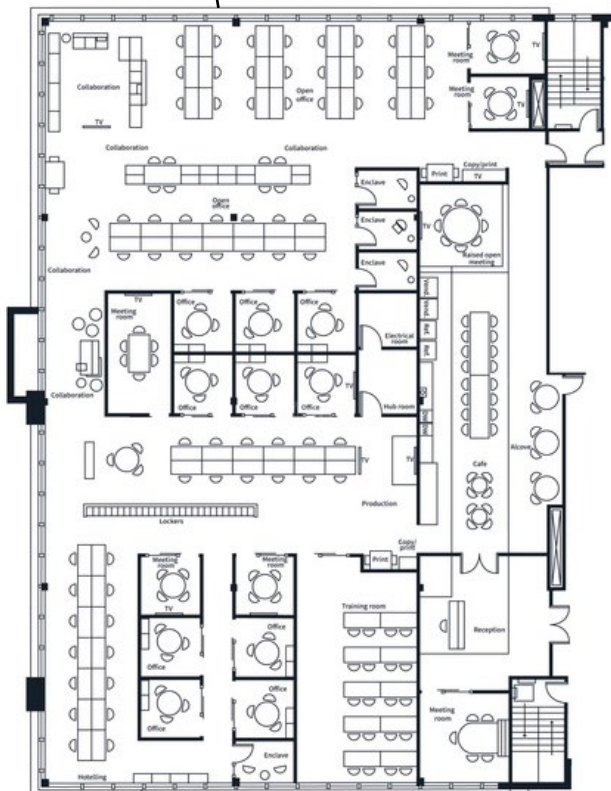 Meeting
room
TV
Collaboration
TV
Open
office
Meeting
room
TV
Collaboration
Collaboration
Copy/print
Print
TV
Enclave
Open
office
Enclave
TV
Raised open
meeting
Enclave
Collaboration
TV
Meeting
room
Office
Office
Office
Vend
Vend
Ref.
Ref.
Electrical
room
Collaboration
Office
Office
Office
TV
Hub room
Alcove
TV
TV
Cafe
Production
Lockers
Copy/
print
Print
Meeting
room
TV
Meeting
room
Training room
Reception
Office
Office
Office
Office
Meeting
room
Enclave
Hotelling